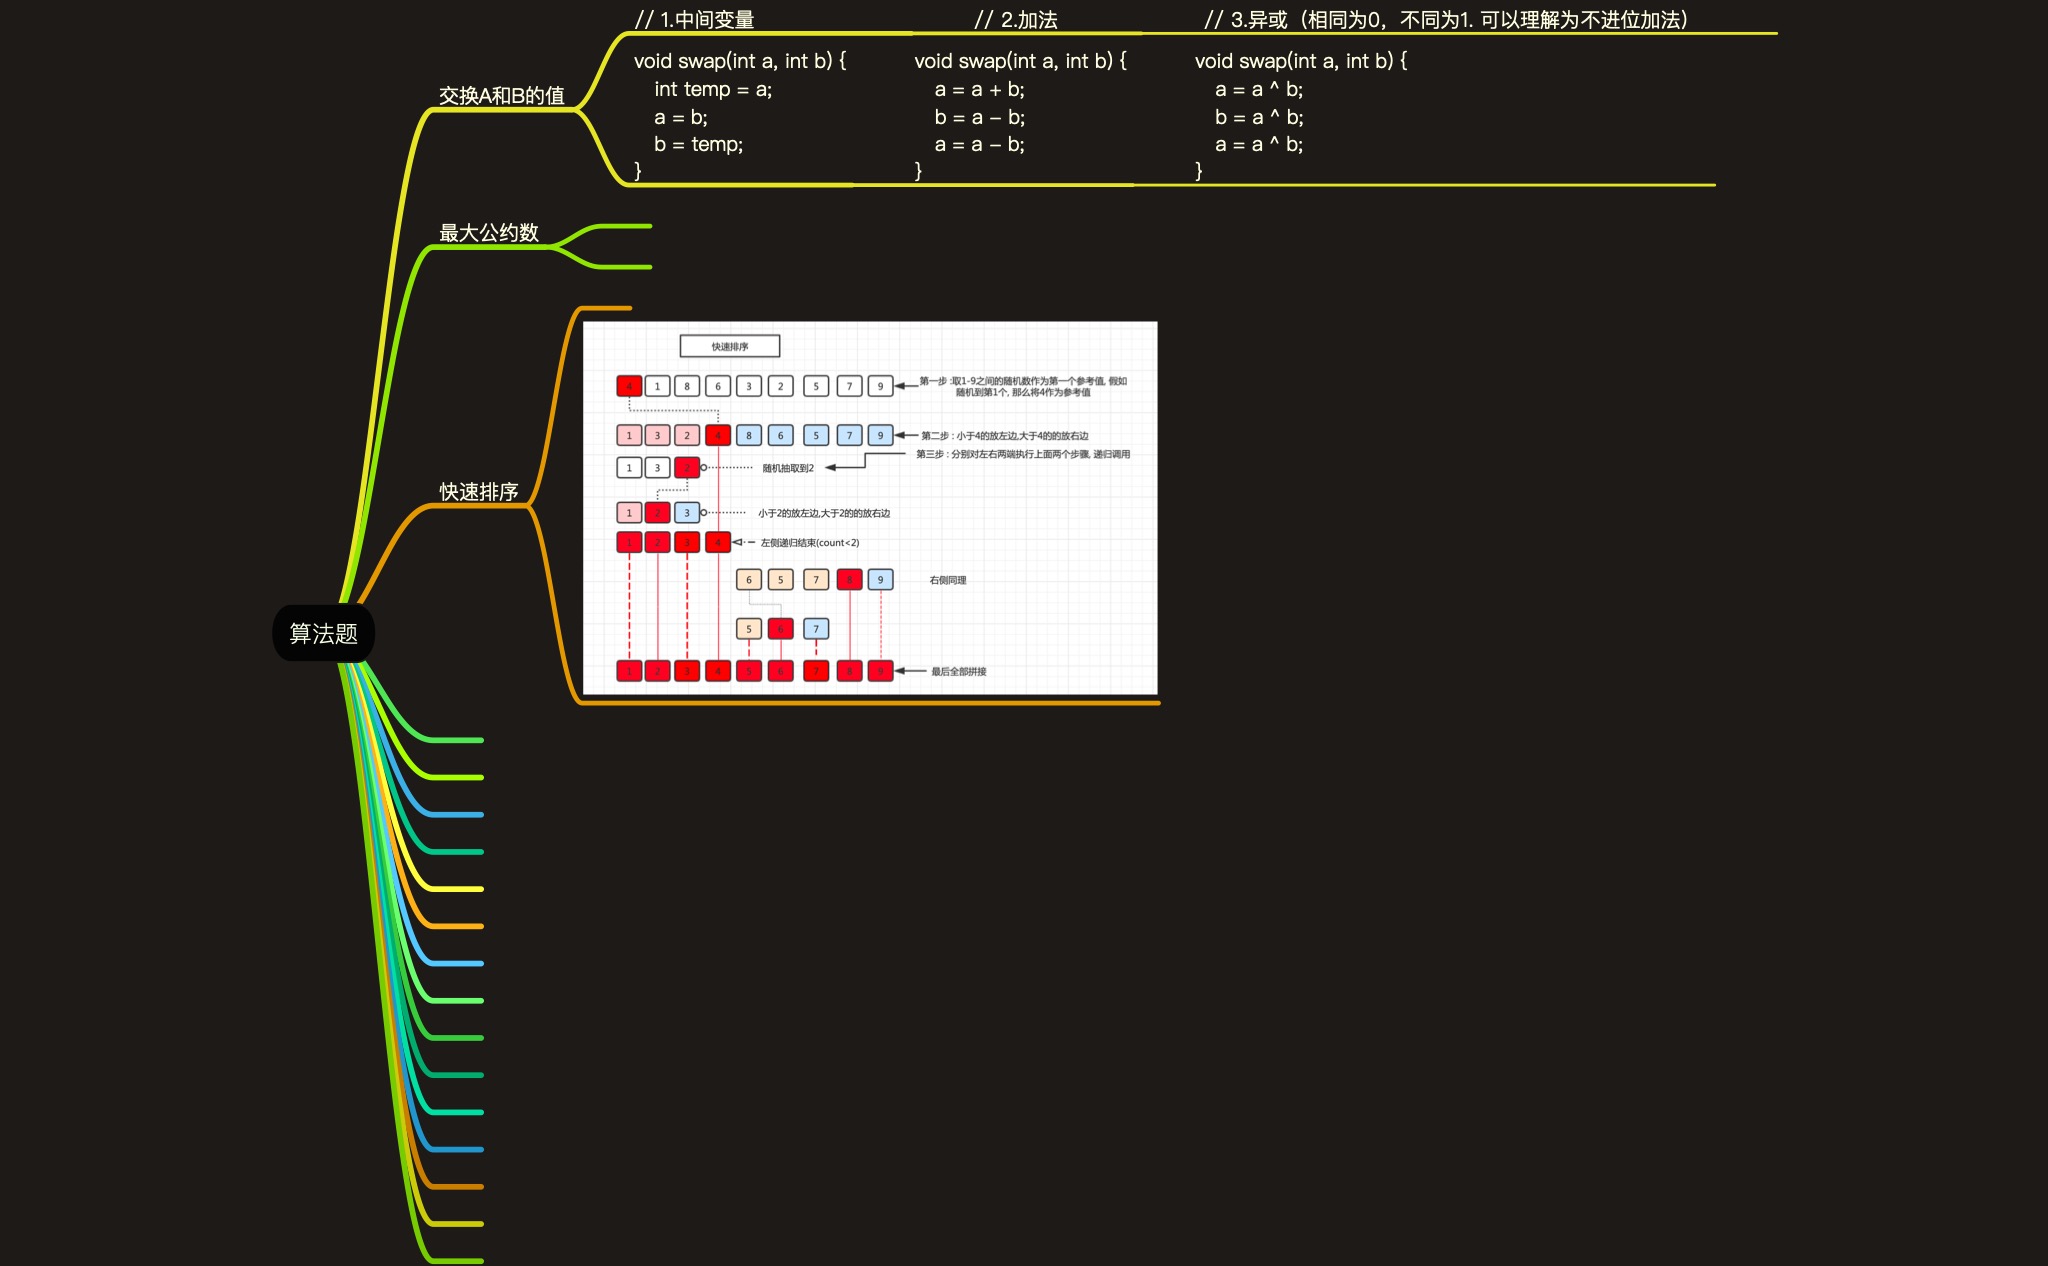 // 1.中间变量
// 2.加法
// 3.异或（相同为0，不同为1. 可以理解为不进位加法）
交换A和B的值
void swap(int a, int b) {
int temp = a;
a = b;
b = temp;
}
void swap(int a, int b) {
a = a + b;
b = a - b;
a = a - b;
}
void swap(int a, int b) {
a = a ^ b;
b = a ^ b;
a = a ^ b;
}
最大公约数
快速排序
算法题
快速排序
4 1 8 6 3 2 5 7 9
第一步 :取1-9之间的随机数作为第一个参考值, 假如
随机到第1个, 那么将4作为参考值
1 3 2 4 8 6 5 7 9
第二步 : 小于4的放左边,大于4的的放右边
第三步 : 分别对左右两端执行上面两个步骤, 递归调用
1 3 2
随机抽取到2
1 2 3
小于2的放左边,大于2的的放右边
1 2 3 4
左侧递归结束(count<2)
6 5 7 8 9
右侧同理
5 6 7
1 2 3 4 5 6 7 8 9
最后全部拼接